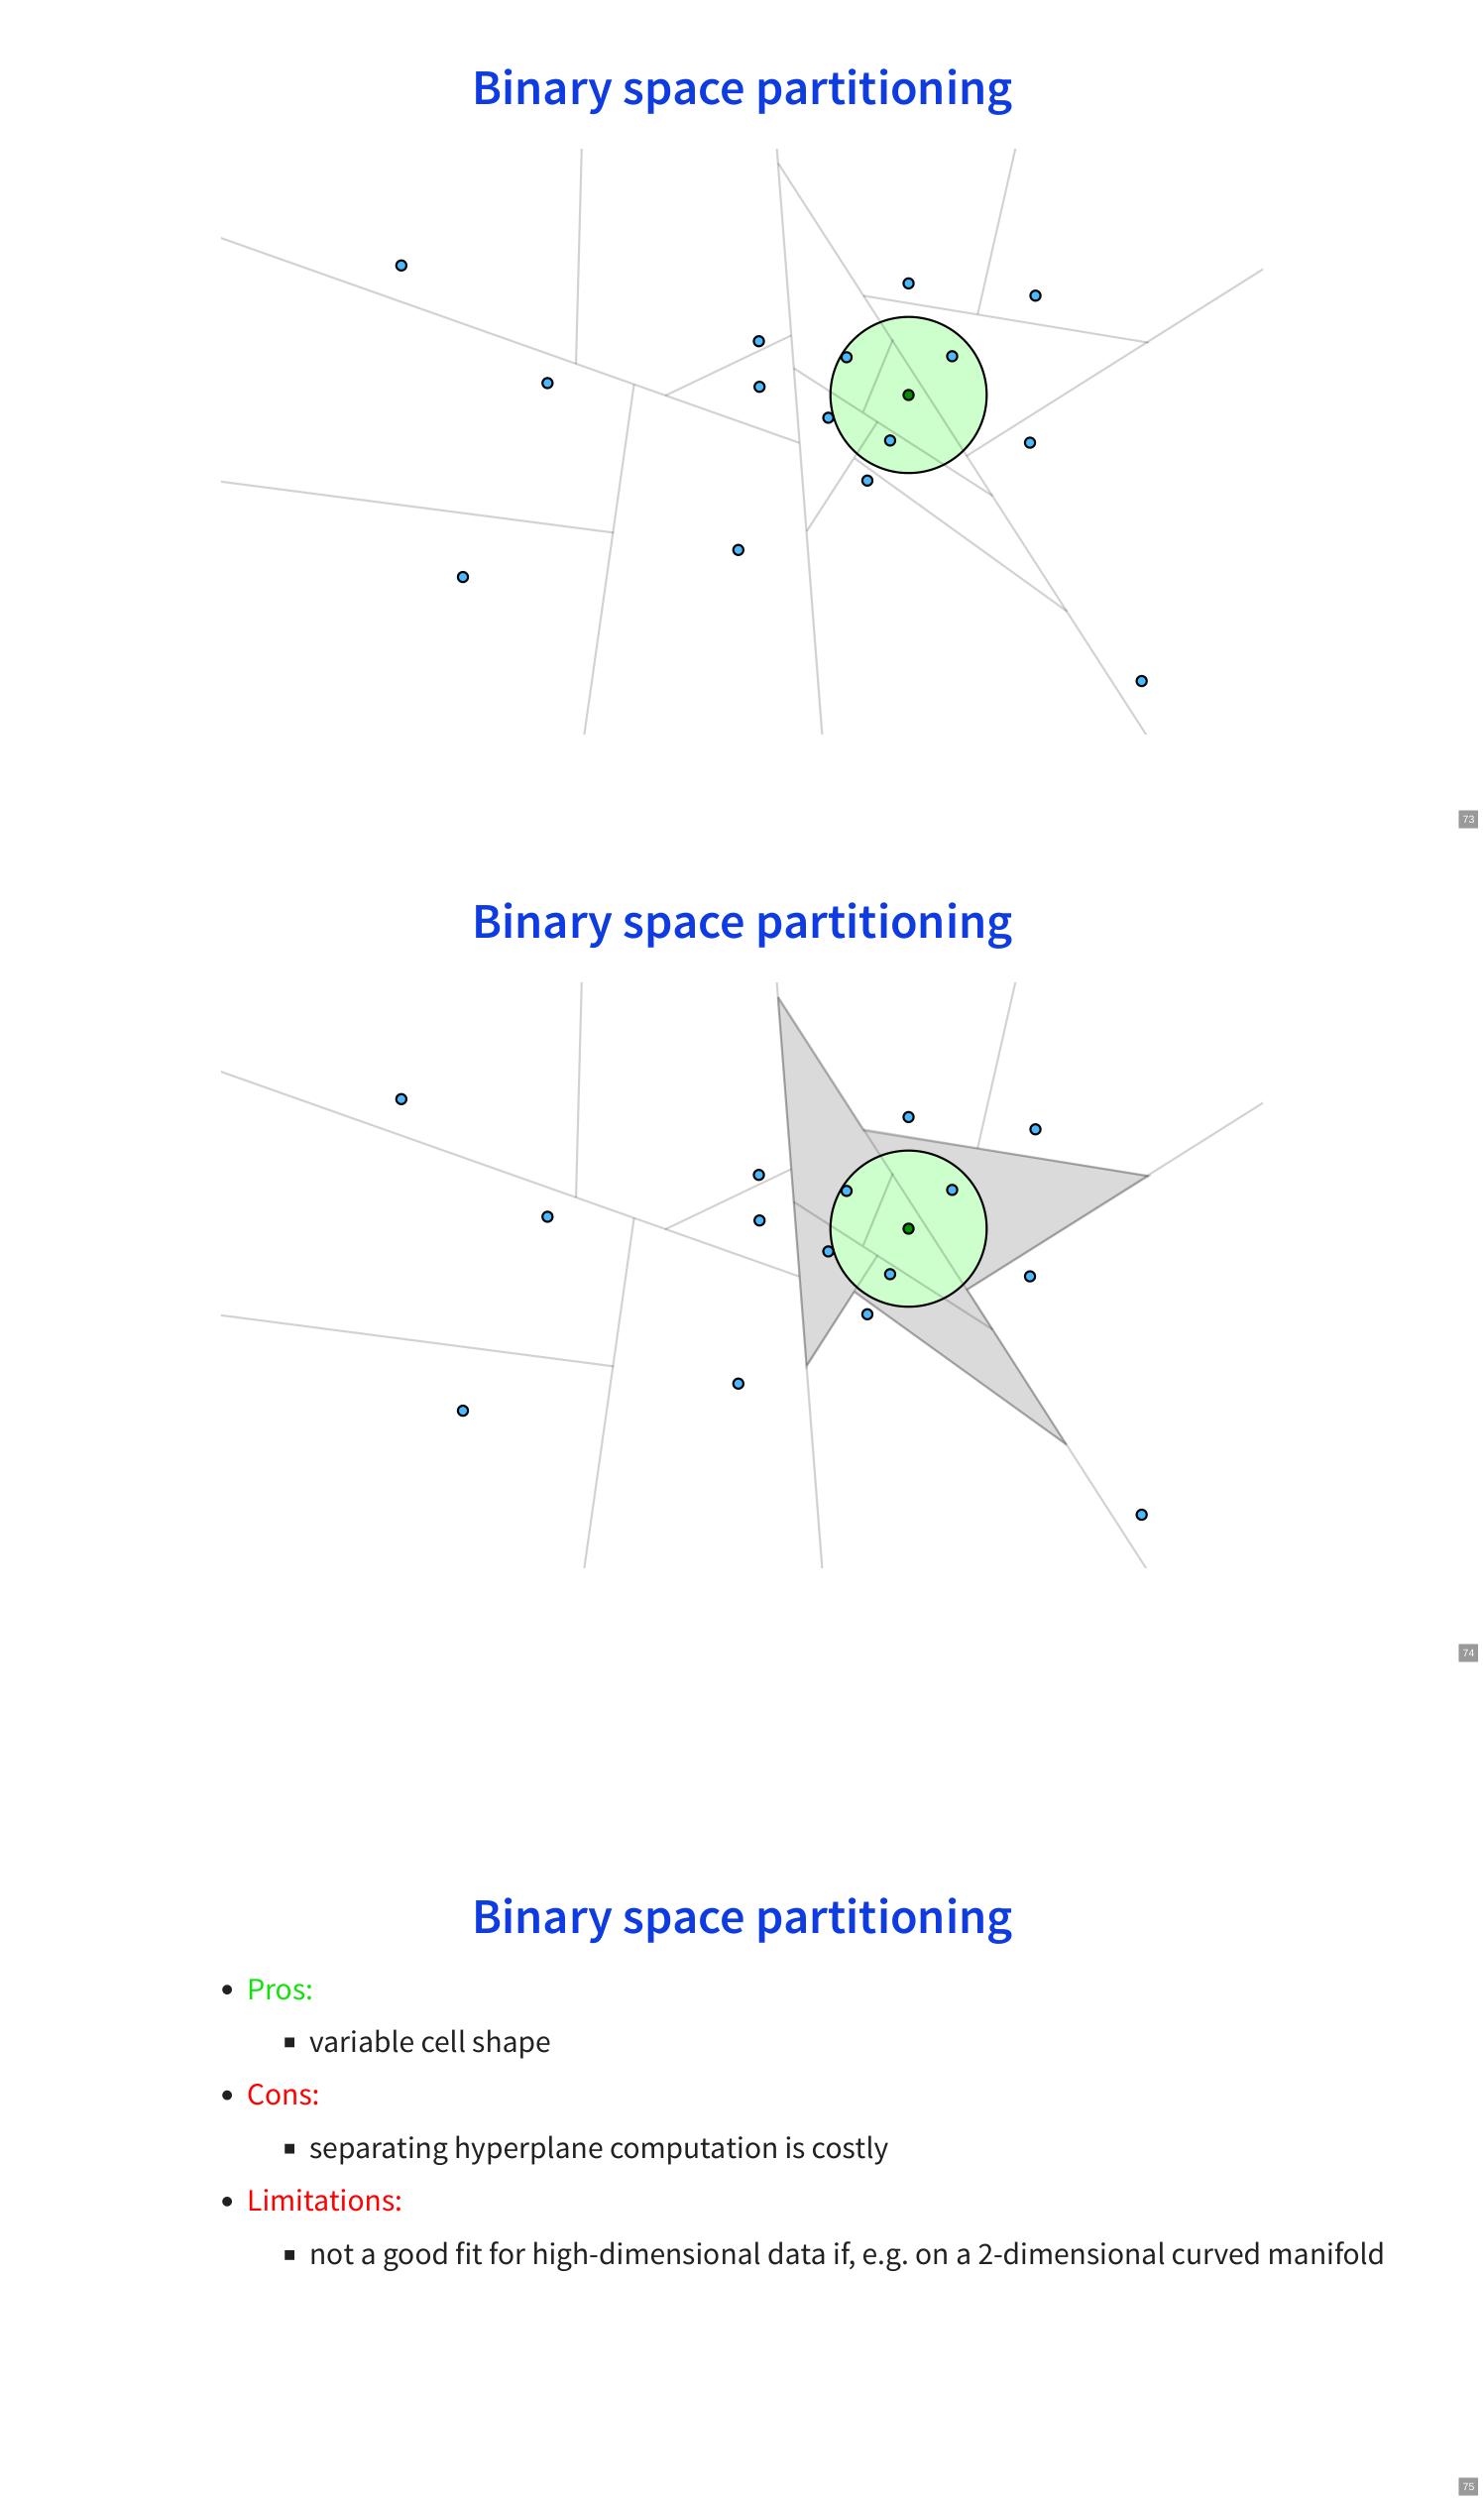 Binary space partitioning
73
Binary space partitioning
74
Binary space partitioning
• Pros:
▪ variable cell shape
• Cons:
▪ separating hyperplane computation is costly
• Limitations:
▪ not a good fit for high-dimensional data if, e.g. on a 2-dimensional curved manifold
75